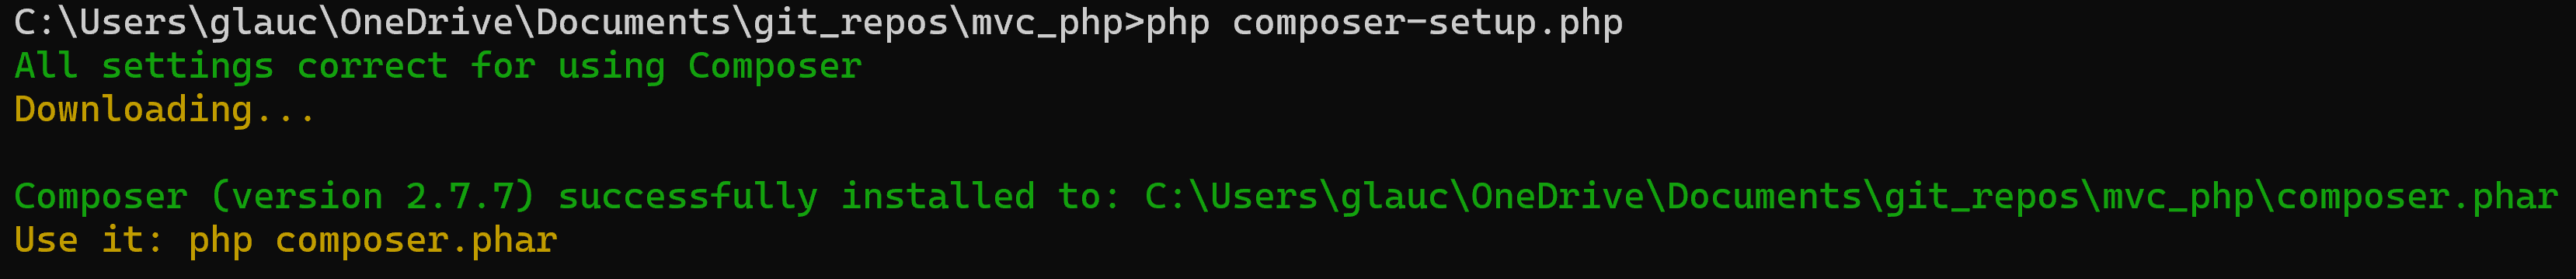 C:\Users\glauc\OneDrive\Documents\git_repos\mvc_php>php composer-setup.php
All settings correct for using Composer
Downloading...
Composer (version 2.7.7) successfully installed to: C:\Users\glauc\OneDrive\Documents\git_repos\mvc_php\composer.phar
Use it: php composer.phar